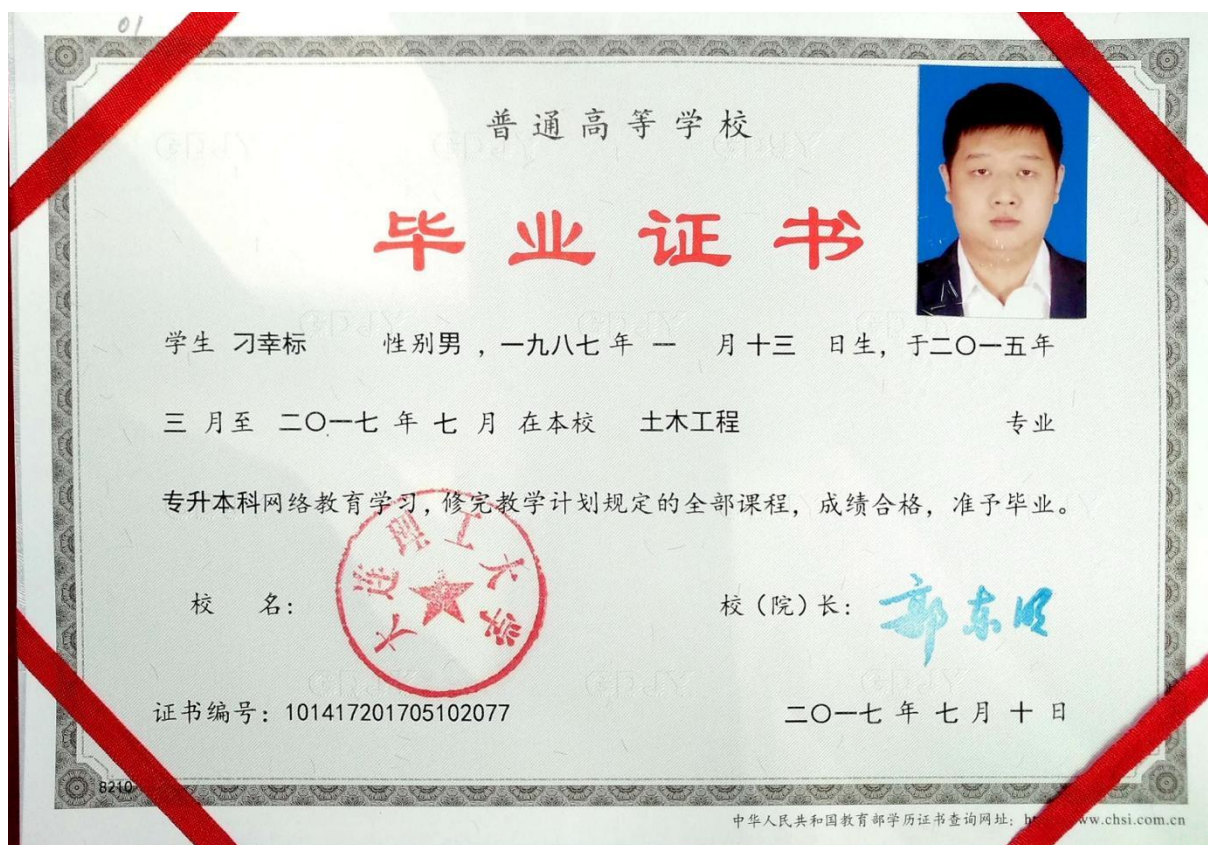 01
普通高等学校
毕业证书
学生 刁幸标 性别男，一九八七年 一 月十三 日生，于二〇一五年
三 月至 二〇一七 年 七 月 在本校 土木工程 专业
专升本科网络教育学习，修完教学计划规定的全部课程，成绩合格，准予毕业。
大连理工大学
校 名： 校（院）长： 郭东明
证书编号：101417201705102077 二〇一七 年 七 月 十 日
8210
中华人民共和国教育部学历证书查询网址： ww.chsi.com.cn